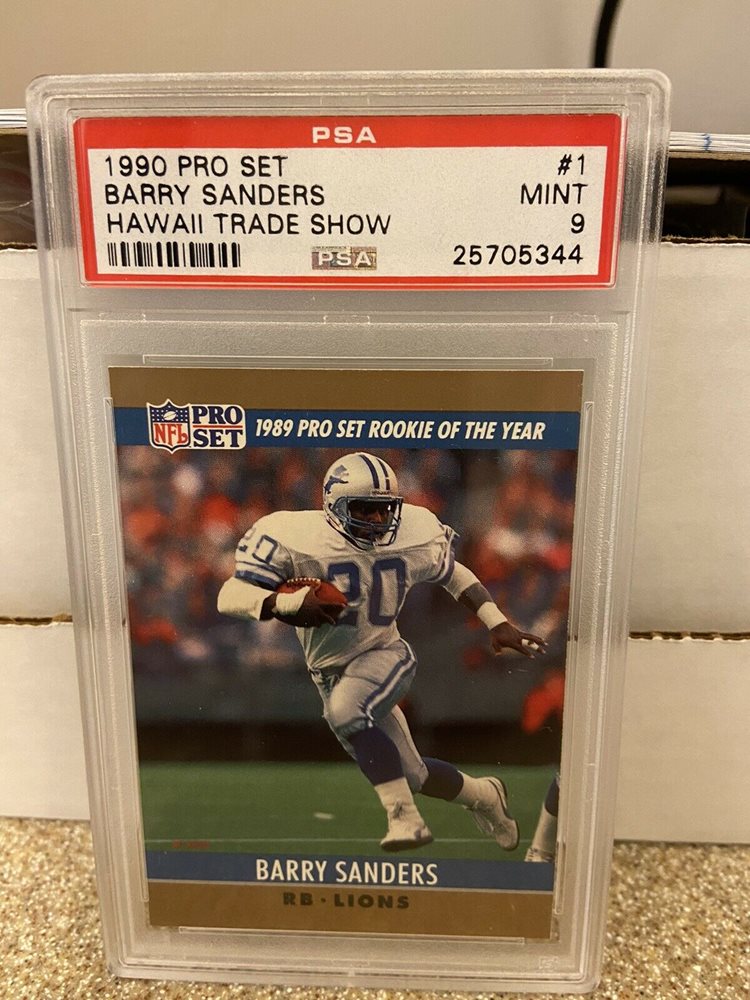 PSA
1990 PRO SET #1
BARRY SANDERS MINT
HAWAII TRADE SHOW 9
PSA 25705344
NFL PRO SET
1989 PRO SET ROOKIE OF THE YEAR
20 20
BARRY SANDERS
RB • LIONS